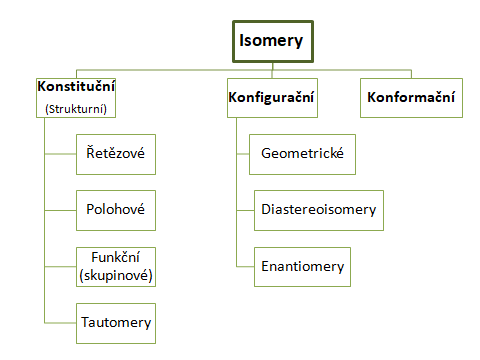 Isomery
Konstituční
(Strukturní)
Řetězové
Polohové
Funkční
(skupinové)
Tautomery
Konfigurační
Geometrické
Diastereoisomery
Enantiomery
Konformační